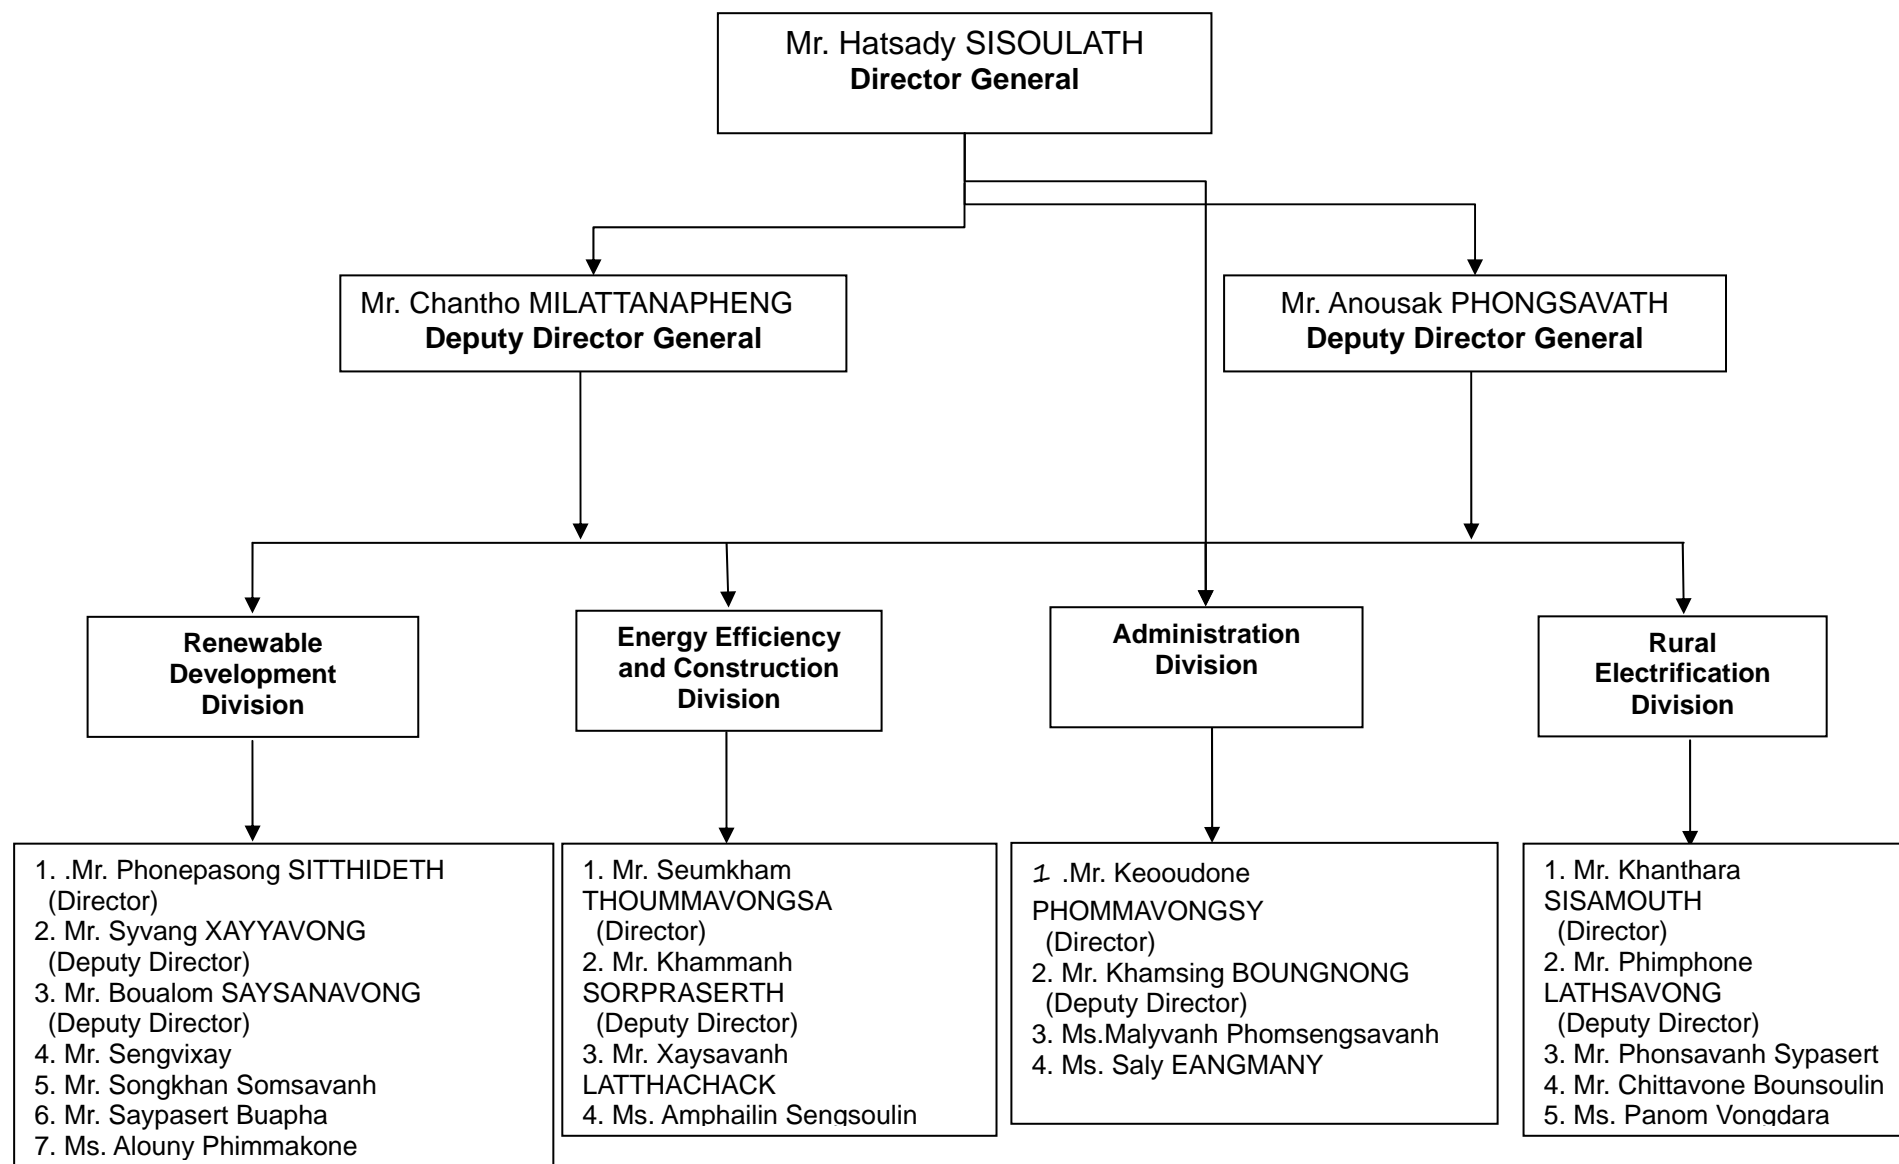 Mr. Hatsady SISOULATH
Director General
Mr. Chantho MILATTANAPHENG
Deputy Director General
Mr. Anousak PHONGSAVATH
Deputy Director General
Renewable
Development
Division
Energy Efficiency
and Construction
Division
Administration
Division
Rural
Electrification
Division
1. .Mr. Phonepasong SITTHIDETH
(Director)
2. Mr. Syvang XAYYAVONG
(Deputy Director)
3. Mr. Boualom SAYSANAVONG
(Deputy Director)
4. Mr. Sengvixay
5. Mr. Songkhan Somsavanh
6. Mr. Saypasert Buapha
7. Ms. Alouny Phimmakone
1. Mr. Seumkham
THOUMMAVONGSA
(Director)
2. Mr. Khammanh
SORPRASERTH
(Deputy Director)
3. Mr. Xaysavanh
LATTHACHACK
4. Ms. Amphailin Sengsoulin
1 .Mr. Keooudone
PHOMMAVONGSY
(Director)
2. Mr. Khamsing BOUNGNONG
(Deputy Director)
3. Ms.Malyvanh Phomsengsavanh
4. Ms. Saly EANGMANY
1. Mr. Khanthara
SISAMOUTH
(Director)
2. Mr. Phimphone
LATHSAVONG
(Deputy Director)
3. Mr. Phonsavanh Sypasert
4. Mr. Chittavone Bounsoulin
5. Ms. Panom Vongdara